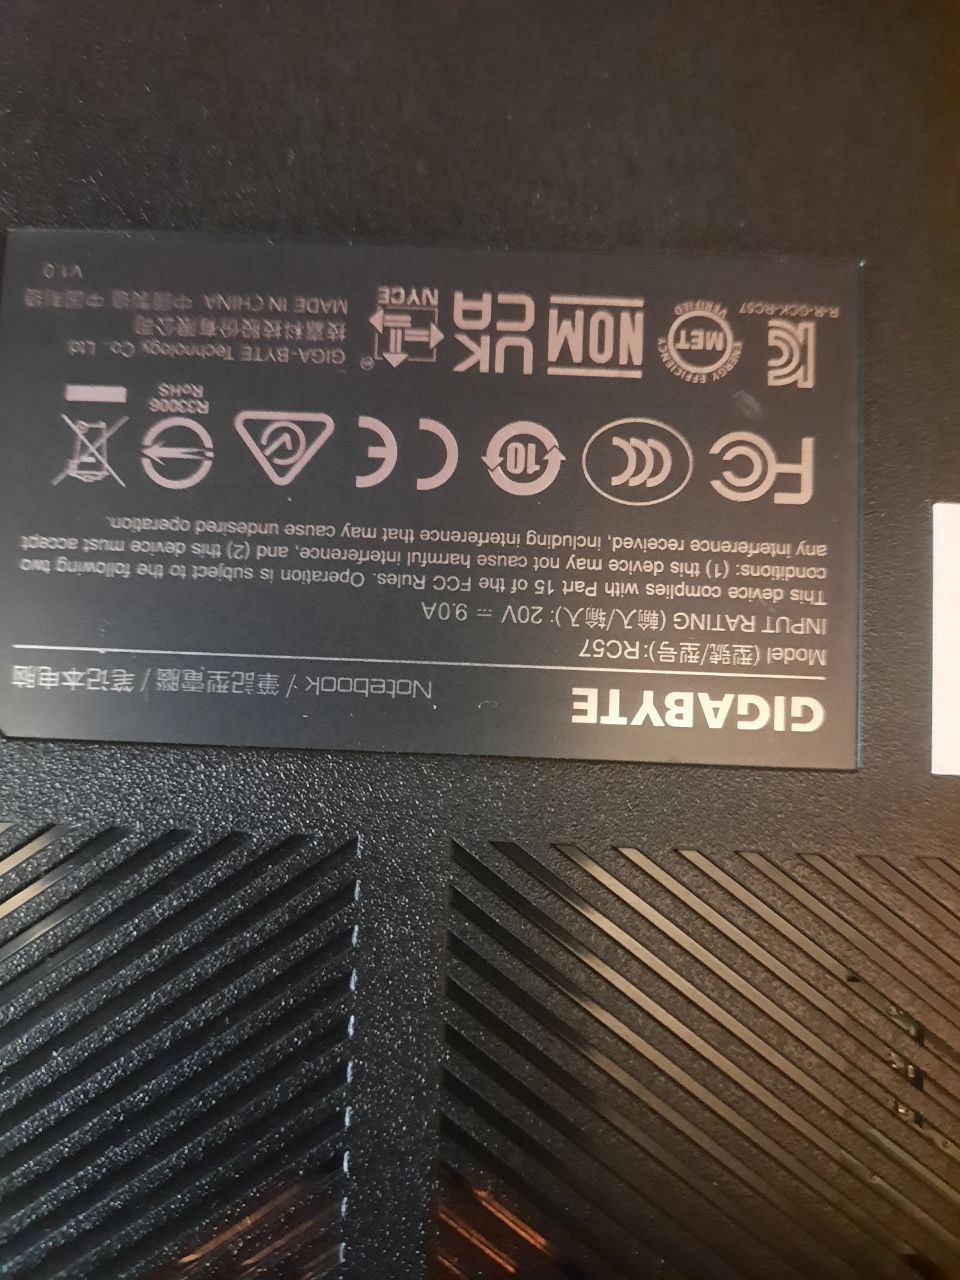 GIGABYTE Notebook / 筆記型電腦 / 笔记本电脑
Model (型號/型号):RC57
INPUT RATING (輸入/输入): 20V ⎓ 9.0A
This device complies with Part 15 of the FCC Rules. Operation is subject to the following two
conditions: (1) this device may not cause harmful interference, and (2) this device must accept
any interference received, including interference that may cause undesired operation.
FC CCC 10 CE R33006
RoHS
KC ENERGY EFFICIENCY MET VERIFIED NOM UKCA NYCE
R-R-GCK-RC57
GIGA-BYTE Technology Co., Ltd.
技嘉科技股份有限公司
MADE IN CHINA 中國製造 中国制造
V1.0